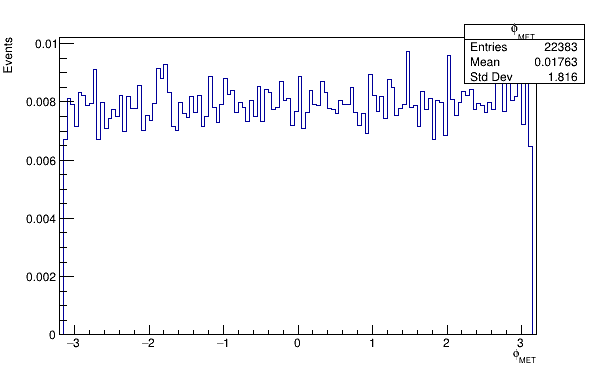 ϕ_MET
Entries 22383
Mean 0.01763
Std Dev 1.816
Events
0.01
0.008
0.006
0.004
0.002
0
−3 −2 −1 0 1 2 3
ϕ_MET